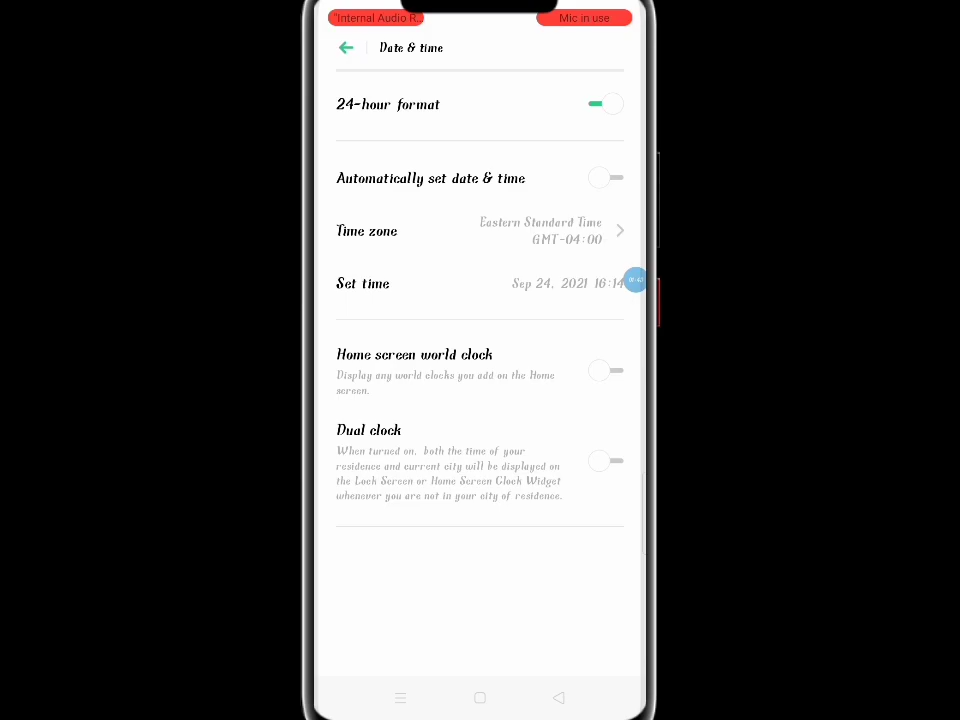 "Internal Audio R.. Mic in use
Date & time
24-hour format
Automatically set date & time
Eastern Standard Time
Time zone
GMT-04:00
Set time Sep 24, 2021 16:14
Home screen world clock
Display any world clocks you add on the Home
screen.
Dual clock
When turned on, both the time of your
residence and current city will be displayed on
the Lock Screen or Home Screen Clock Widget
whenever you are not in your city of residence.